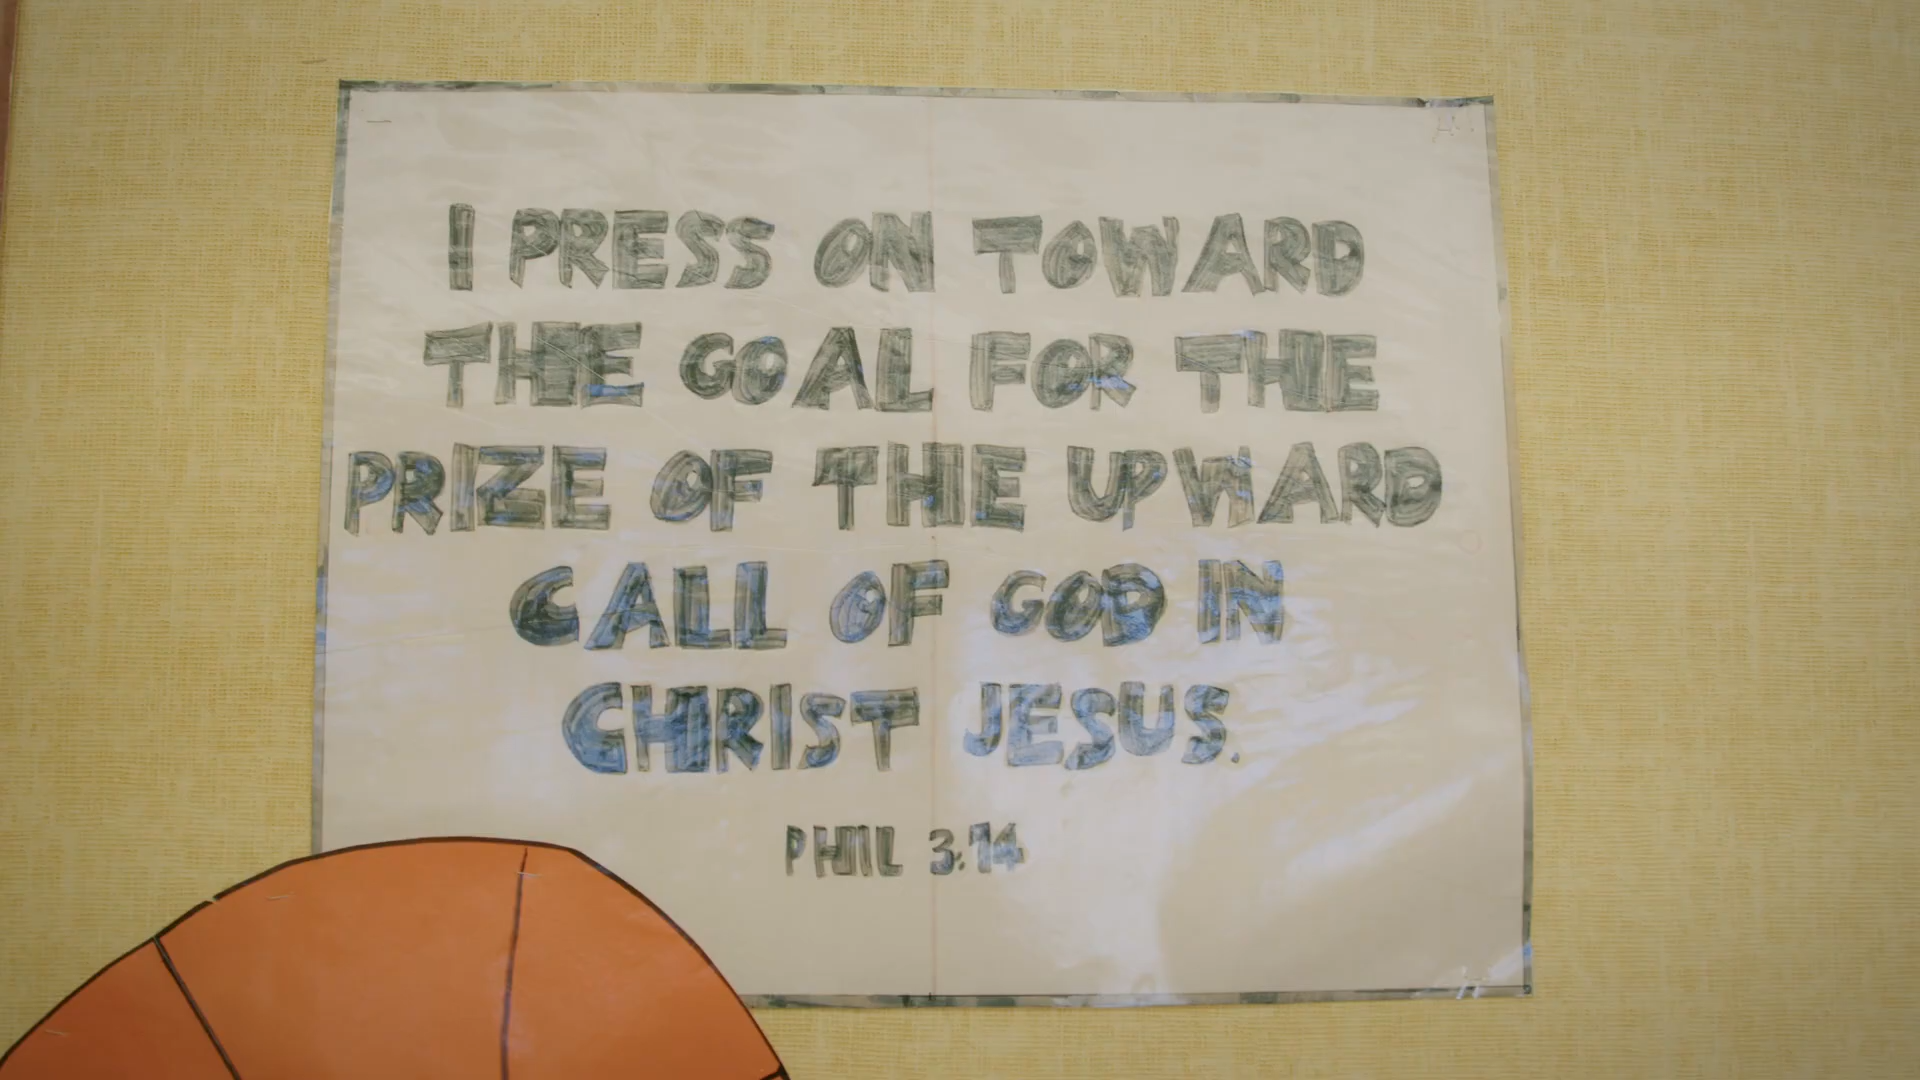 I PRESS ON TOWARD
THE GOAL FOR THE
PRIZE OF THE UPWARD
CALL OF GOD IN
CHRIST JESUS.
PHIL 3:14